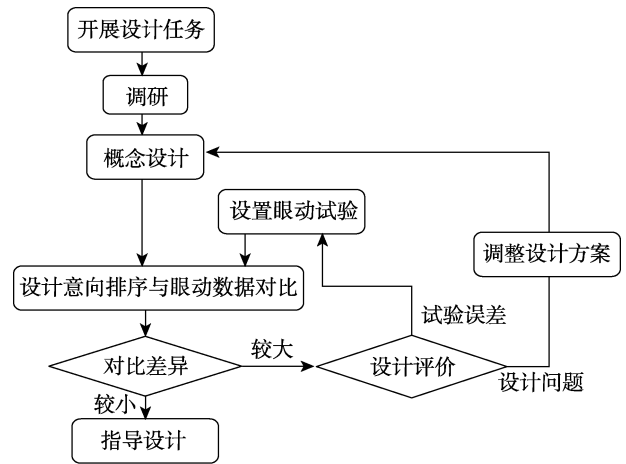 开展设计任务
调研
概念设计
设置眼动试验
调整设计方案
设计意向排序与眼动数据对比
试验误差
较大
对比差异
设计评价
设计问题
较小
指导设计